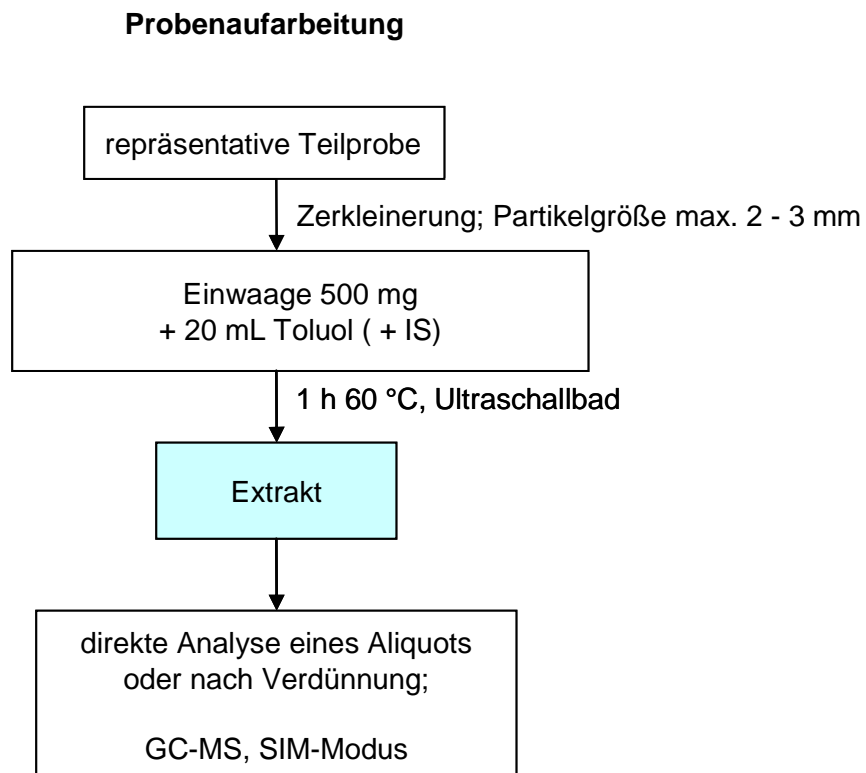 Probenaufarbeitung
repräsentative Teilprobe
Zerkleinerung; Partikelgröße max. 2 - 3 mm
Einwaage 500 mg
+ 20 mL Toluol ( + IS)
1 h 60 °C, Ultraschallbad
Extrakt
direkte Analyse eines Aliquots
oder nach Verdünnung;
GC-MS, SIM-Modus